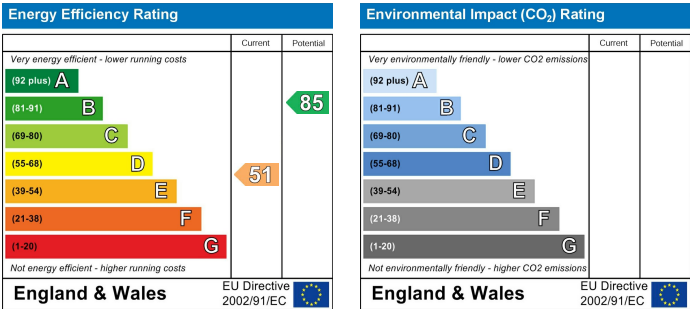 Energy Efficiency Rating
Current
Potential
Very energy efficient - lower running costs
(92 plus) A
(81-91) B
85
(69-80) C
(55-68) D
51
(39-54) E
(21-38) F
(1-20) G
Not energy efficient - higher running costs
England & Wales
EU Directive
2002/91/EC
Environmental Impact (CO₂) Rating
Current
Potential
Very environmentally friendly - lower CO2 emissions
(92 plus) A
(81-91) B
(69-80) C
(55-68) D
(39-54) E
(21-38) F
(1-20) G
Not environmentally friendly - higher CO2 emissions
England & Wales
EU Directive
2002/91/EC